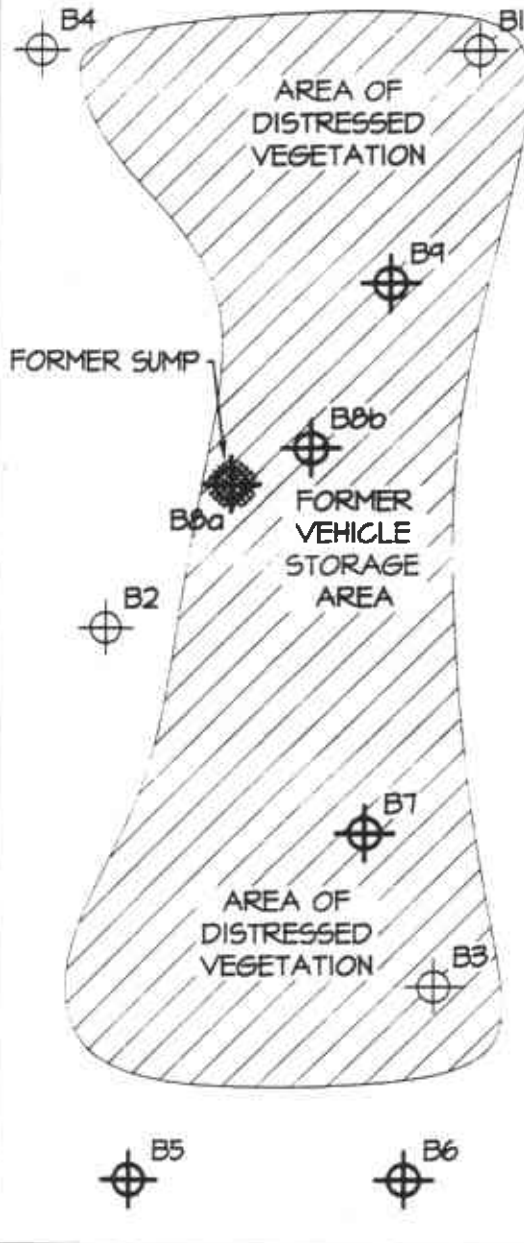 B4
B1
AREA OF
DISTRESSED
VEGETATION
B9
FORMER SUMP
B8b
B8a
FORMER
VEHICLE
STORAGE
AREA
B2
B7
AREA OF
DISTRESSED
VEGETATION
B3
B5
B6